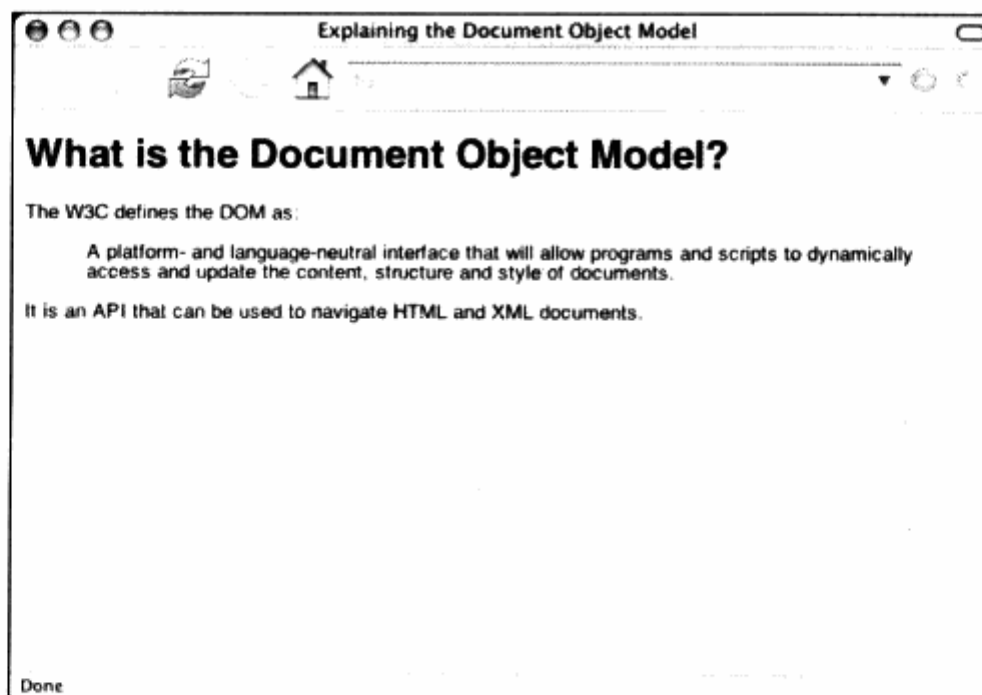 Explaining the Document Object Model
What is the Document Object Model?
The W3C defines the DOM as:
A platform- and language-neutral interface that will allow programs and scripts to dynamically
access and update the content, structure and style of documents.
It is an API that can be used to navigate HTML and XML documents.
Done